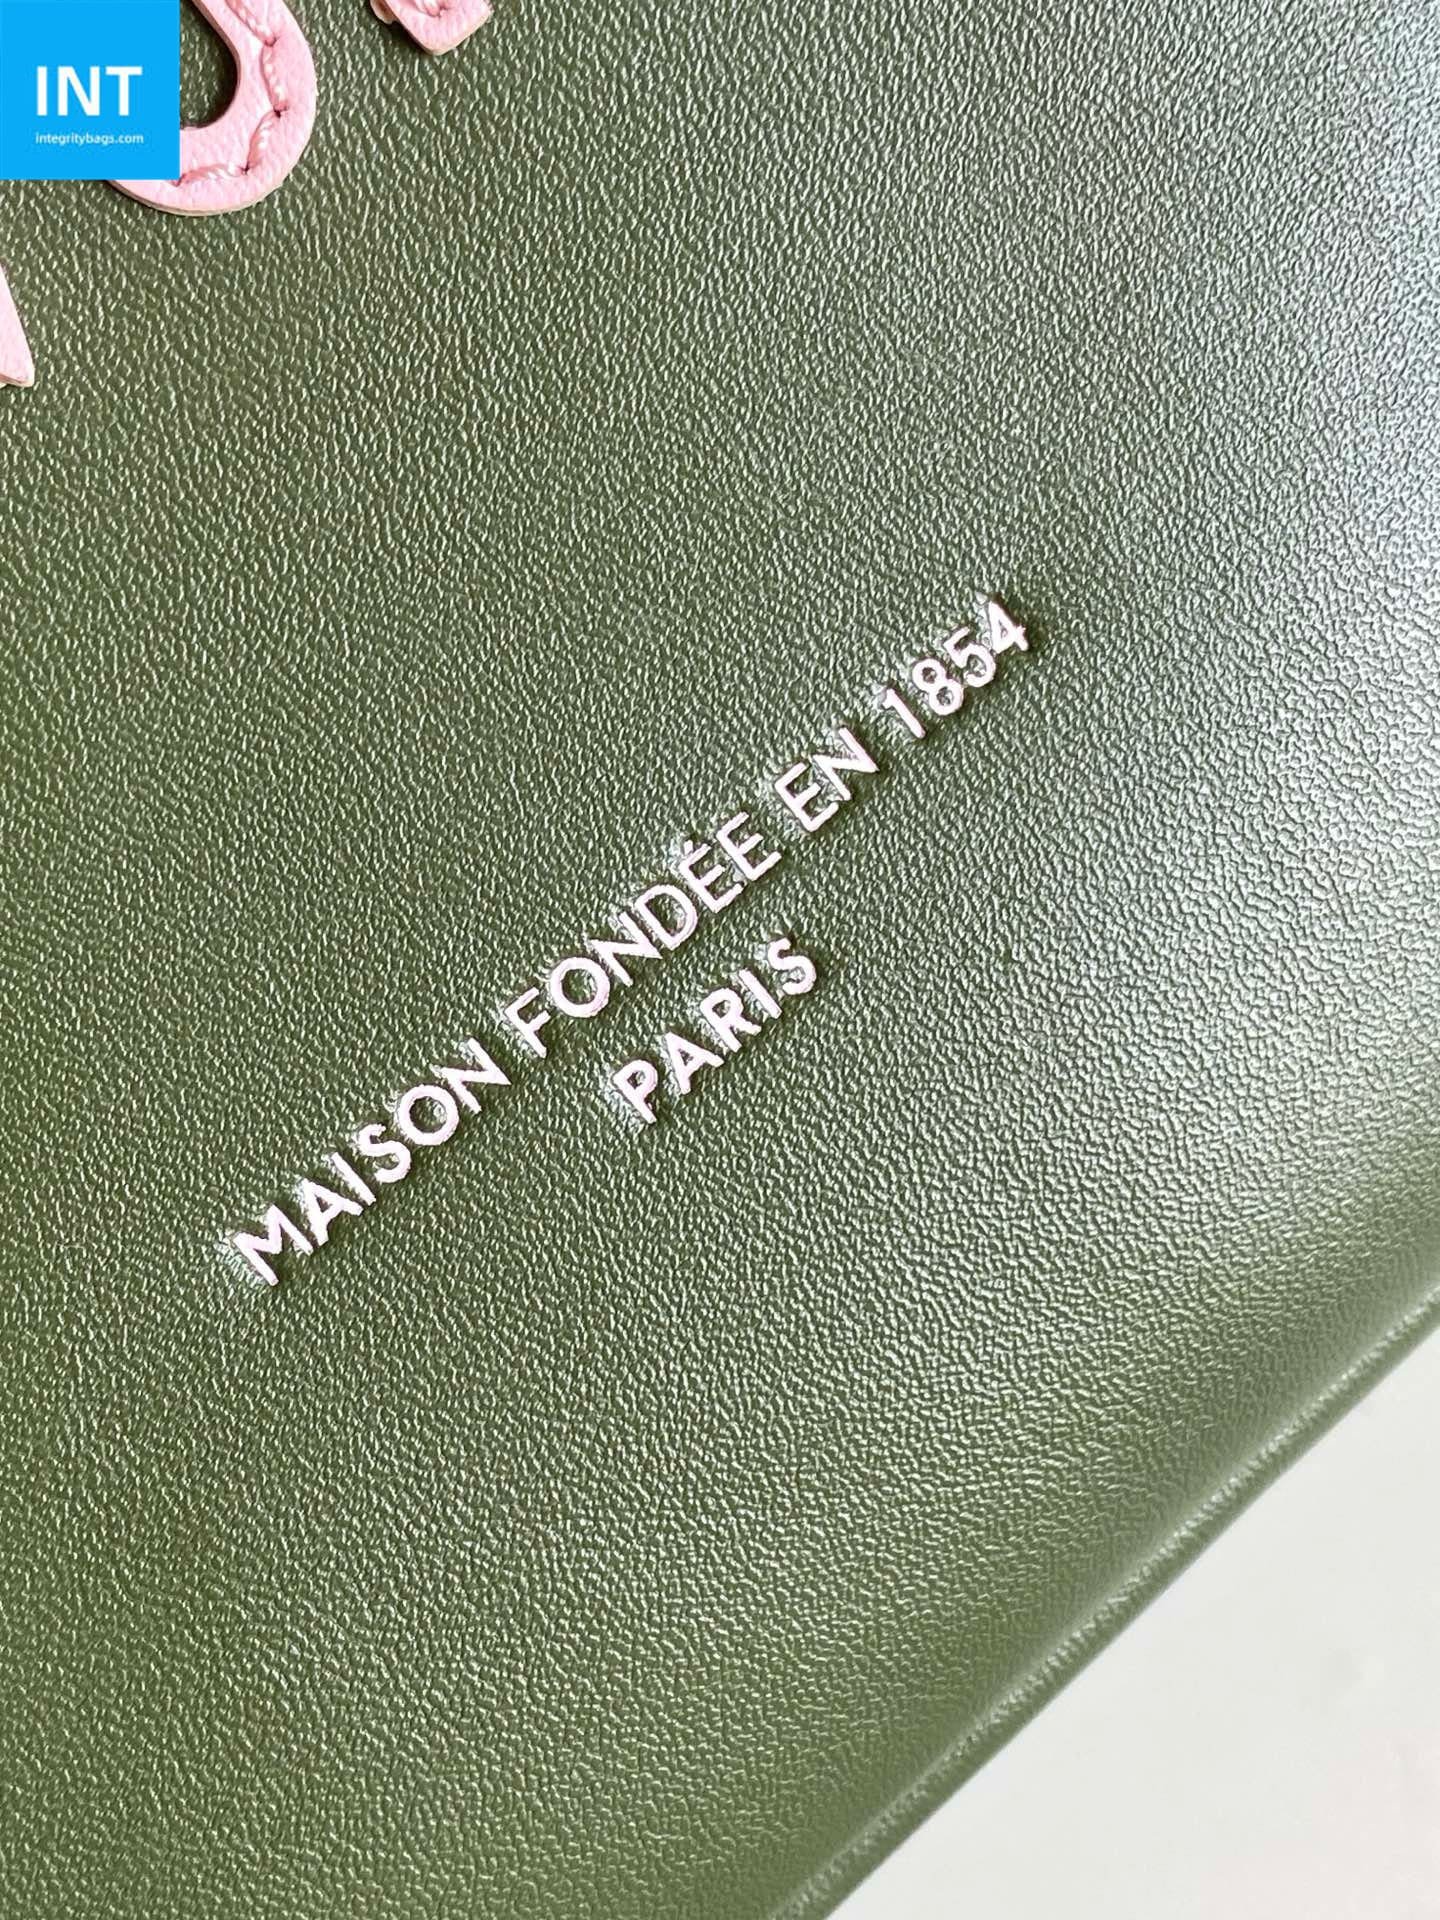 INT
integritybags.com
MAISON FONDÉE EN 1854
PARIS